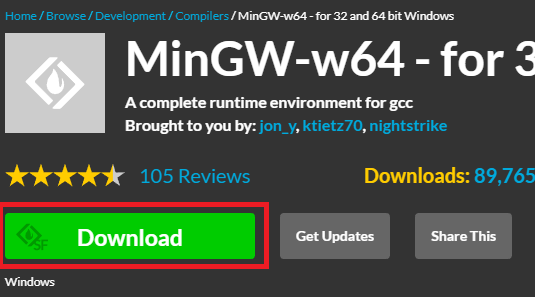 Home / Browse / Development / Compilers / MinGW-w64 - for 32 and 64 bit Windows
MinGW-w64 - for 3
A complete runtime environment for gcc
Brought to you by: jon_y, ktietz70, nightstrike
105 Reviews
Downloads: 89,765
SF
Download
Get Updates
Share This
Windows